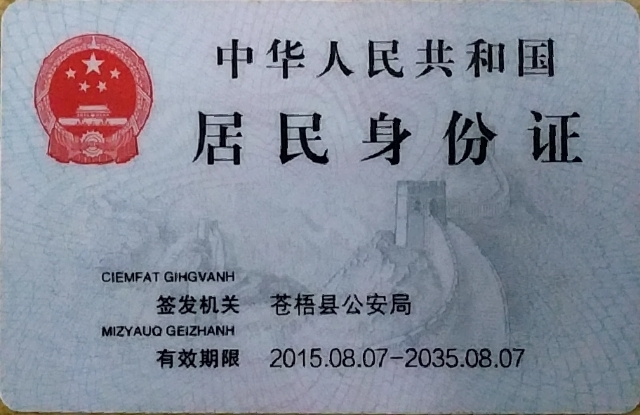 中华人民共和国
居民身份证
CIEMFAT GIHGVANH
签发机关 苍梧县公安局
MIZYAUQ GEIZHANH
有效期限 2015.08.07-2035.08.07